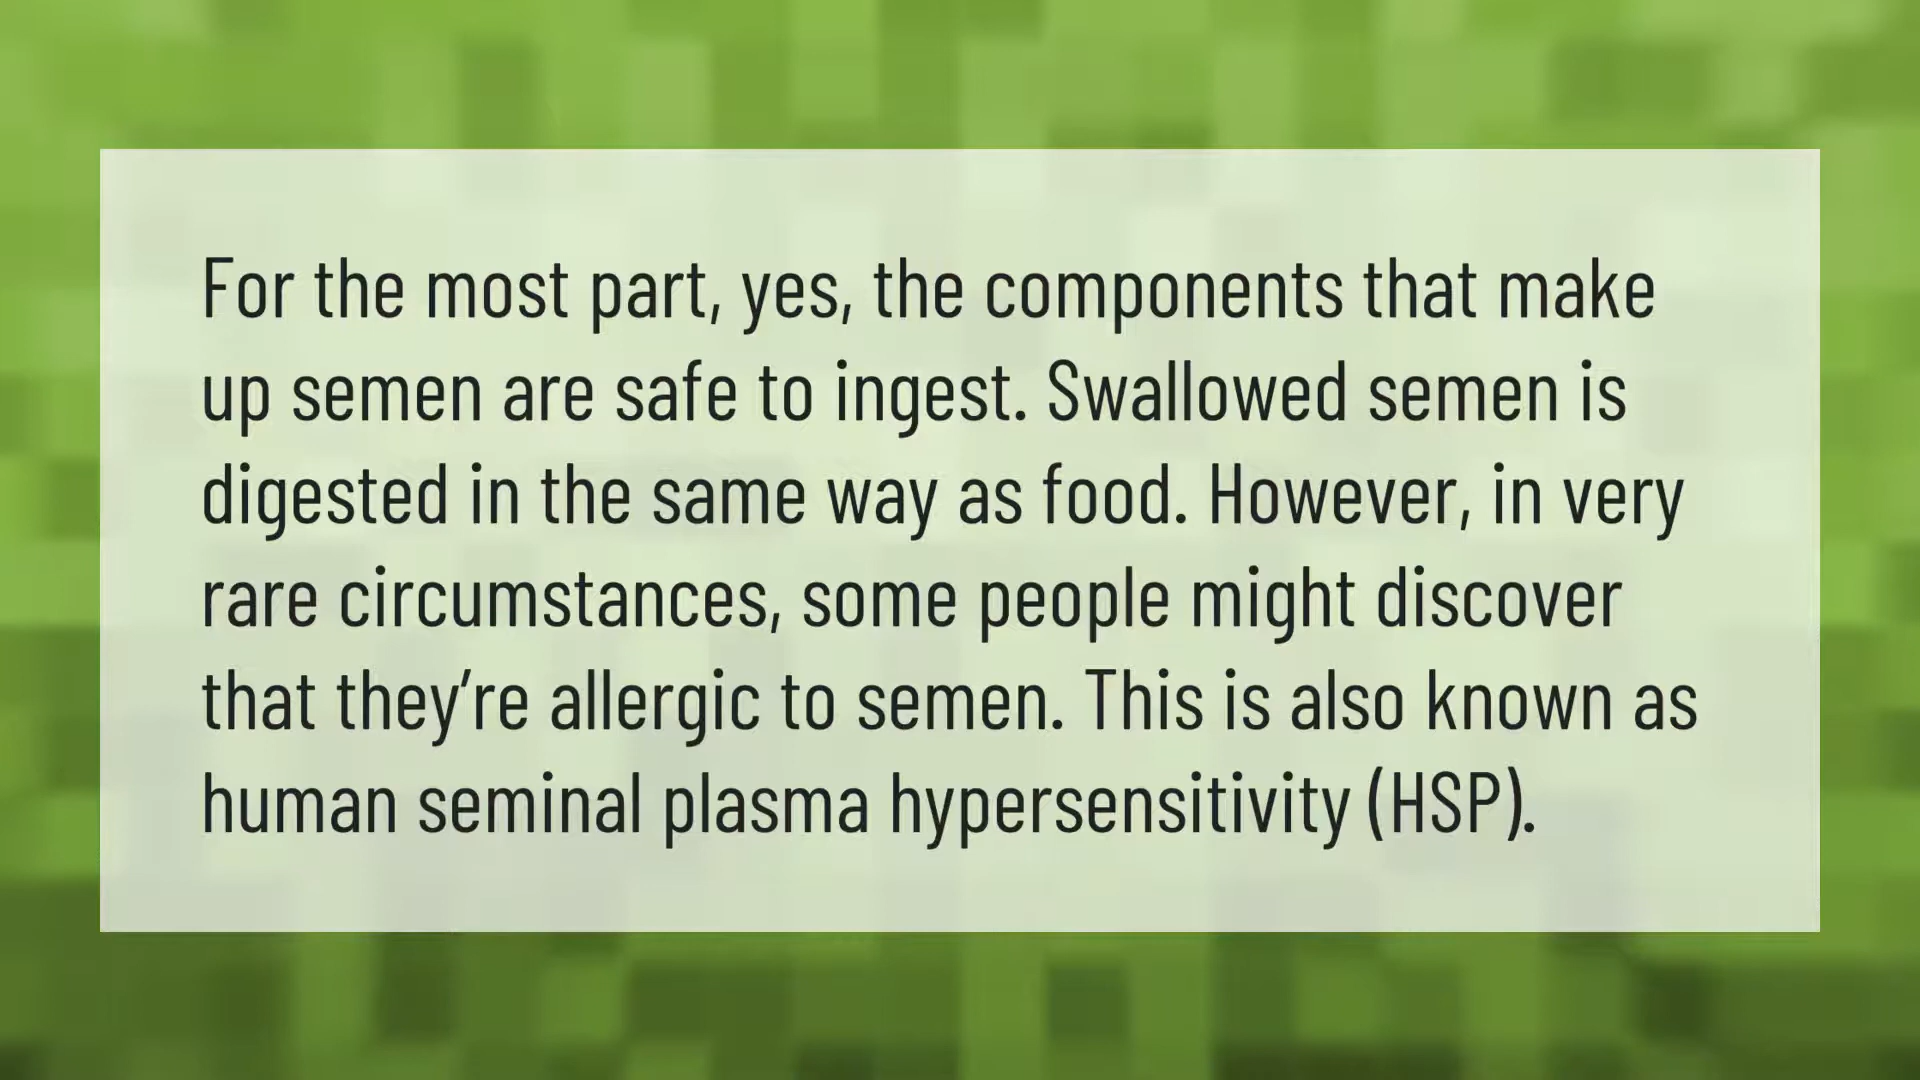 For the most part, yes, the components that make
up semen are safe to ingest. Swallowed semen is
digested in the same way as food. However, in very
rare circumstances, some people might discover
that they’re allergic to semen. This is also known as
human seminal plasma hypersensitivity (HSP).